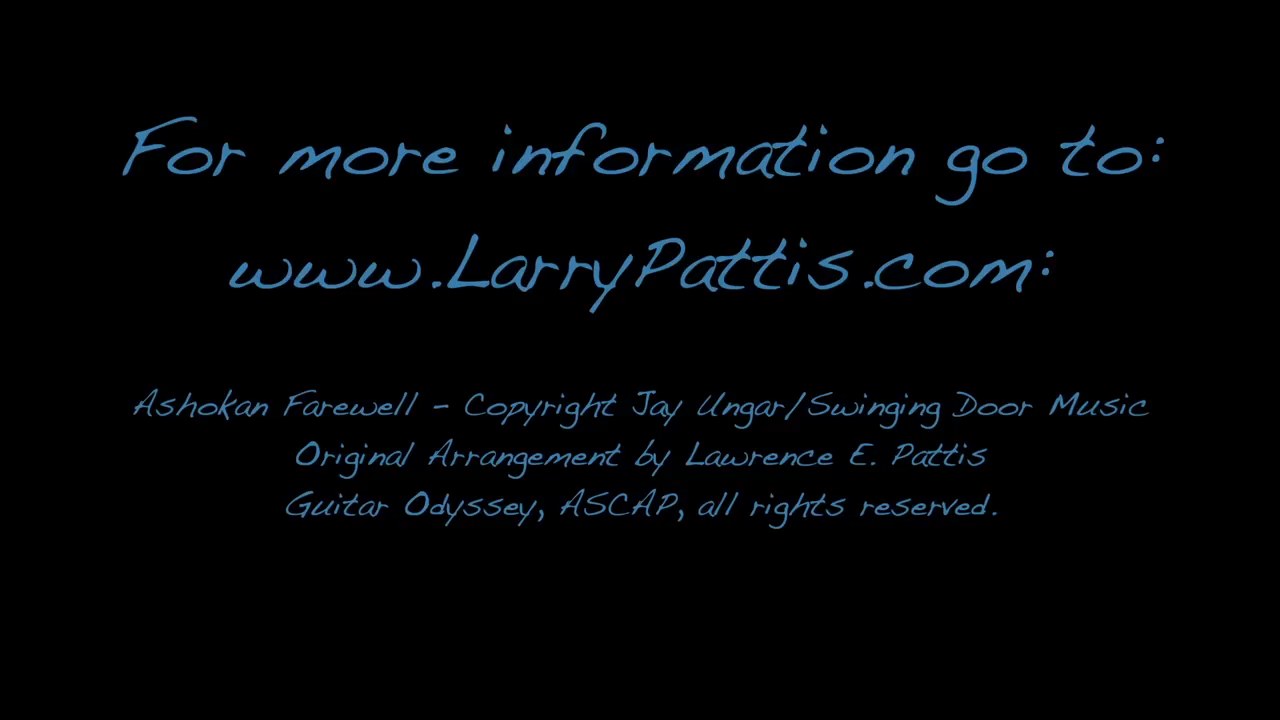 For more information go to:
www.LarryPattis.com:
Ashokan Farewell - Copyright Jay Ungar/Swinging Door Music
Original Arrangement by Lawrence E. Pattis
Guitar Odyssey, ASCAP, all rights reserved.